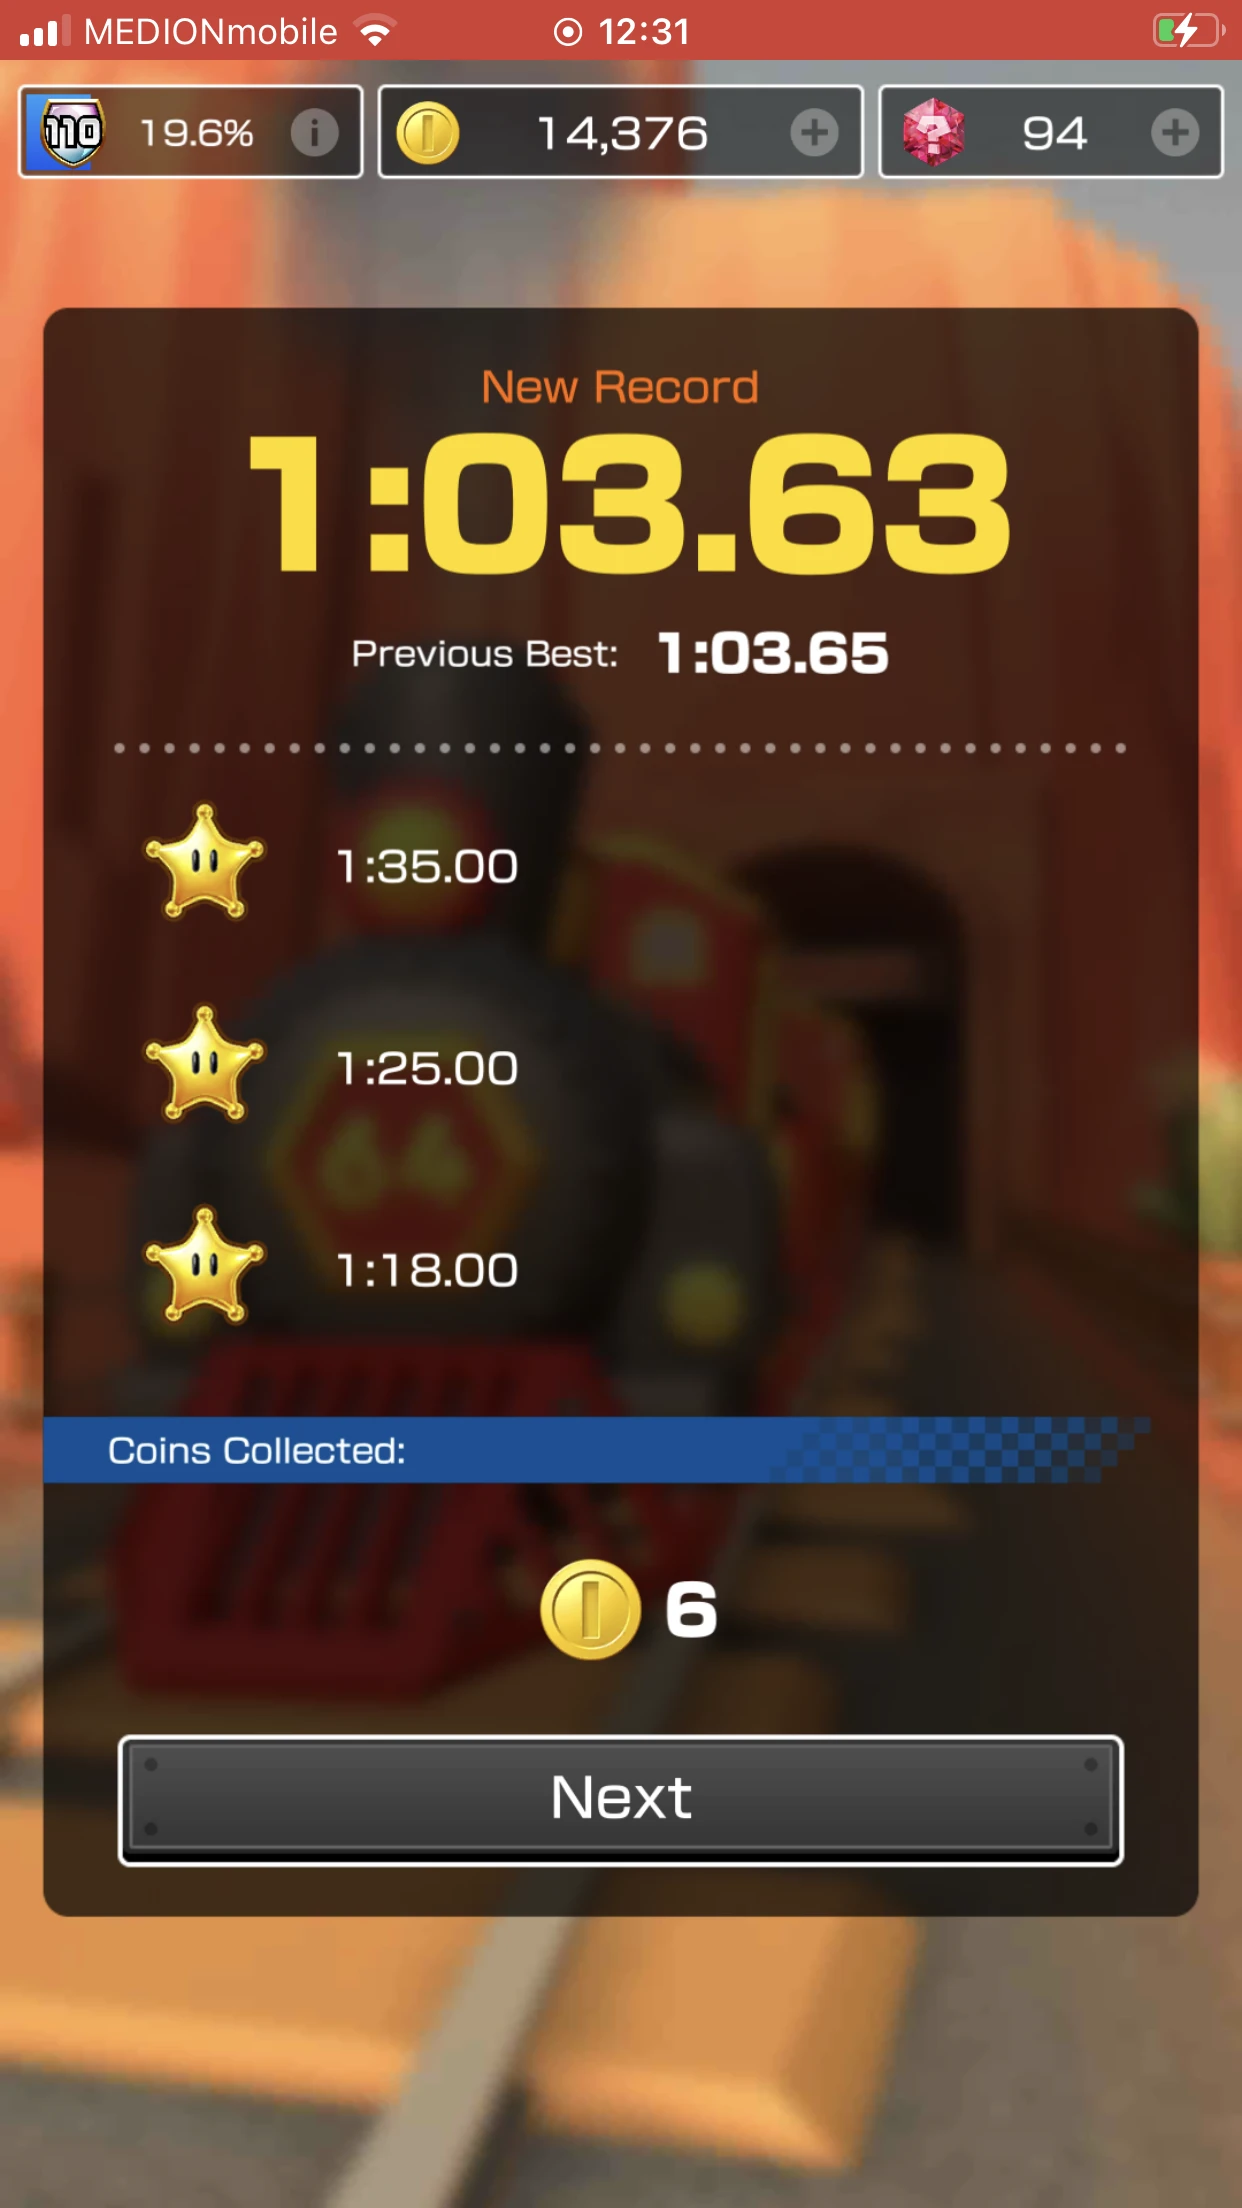 MEDIONmobile 12:31
110 19.6% i 14,376 + ? 94 +
New Record
1:03.63
Previous Best: 1:03.65
1:35.00
1:25.00
64
1:18.00
Coins Collected:
6
Next